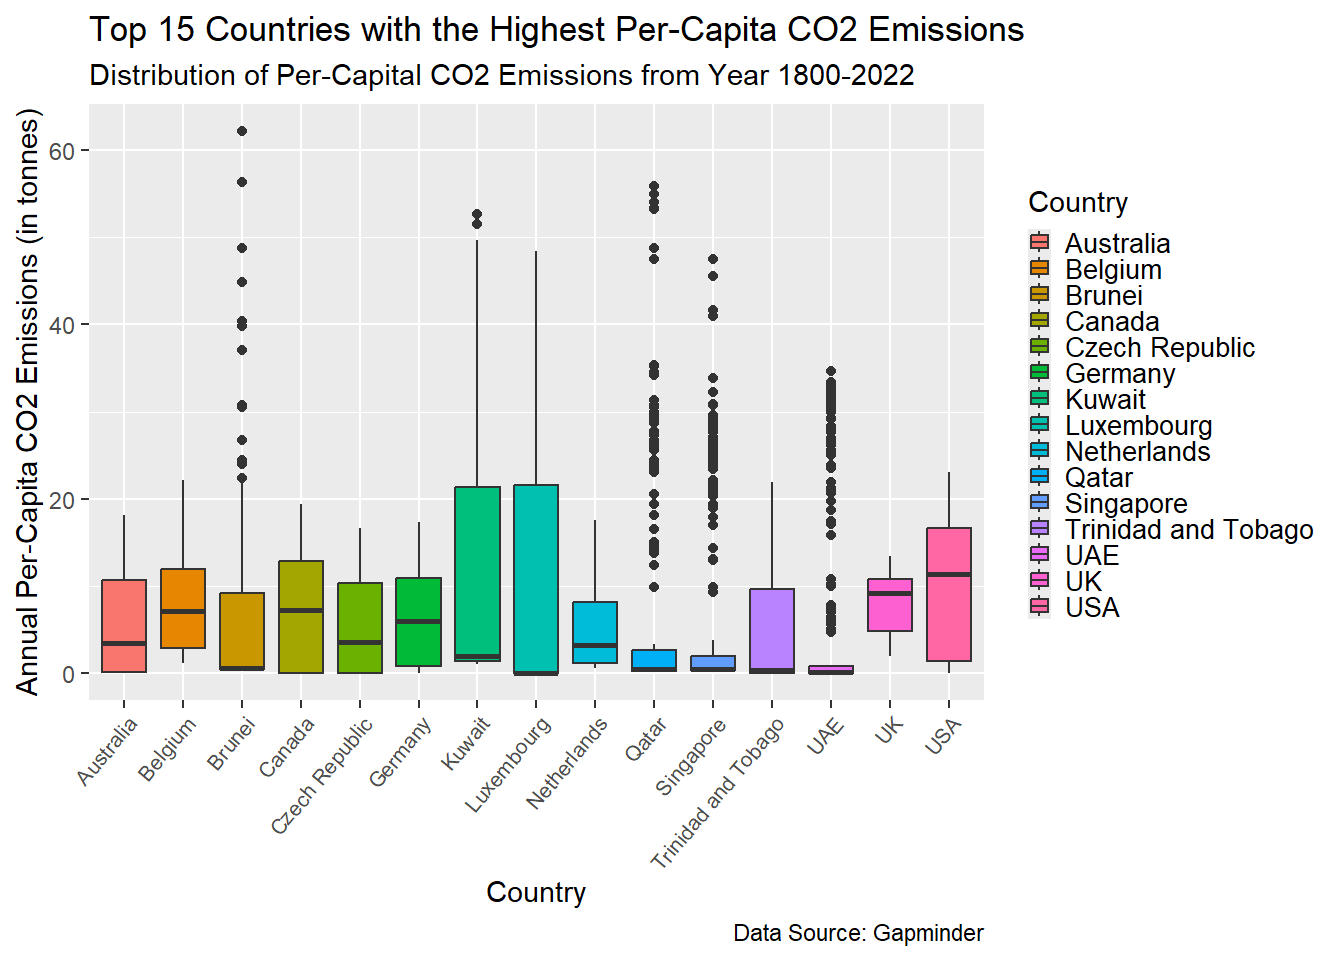 Top 15 Countries with the Highest Per-Capita CO2 Emissions
Distribution of Per-Capital CO2 Emissions from Year 1800-2022
Annual Per-Capita CO2 Emissions (in tonnes)
60
40
20
0
Australia
Belgium
Brunei
Canada
Czech Republic
Germany
Kuwait
Luxembourg
Netherlands
Qatar
Singapore
Trinidad and Tobago
UAE
UK
USA
Country
Country
Australia
Belgium
Brunei
Canada
Czech Republic
Germany
Kuwait
Luxembourg
Netherlands
Qatar
Singapore
Trinidad and Tobago
UAE
UK
USA
Data Source: Gapminder